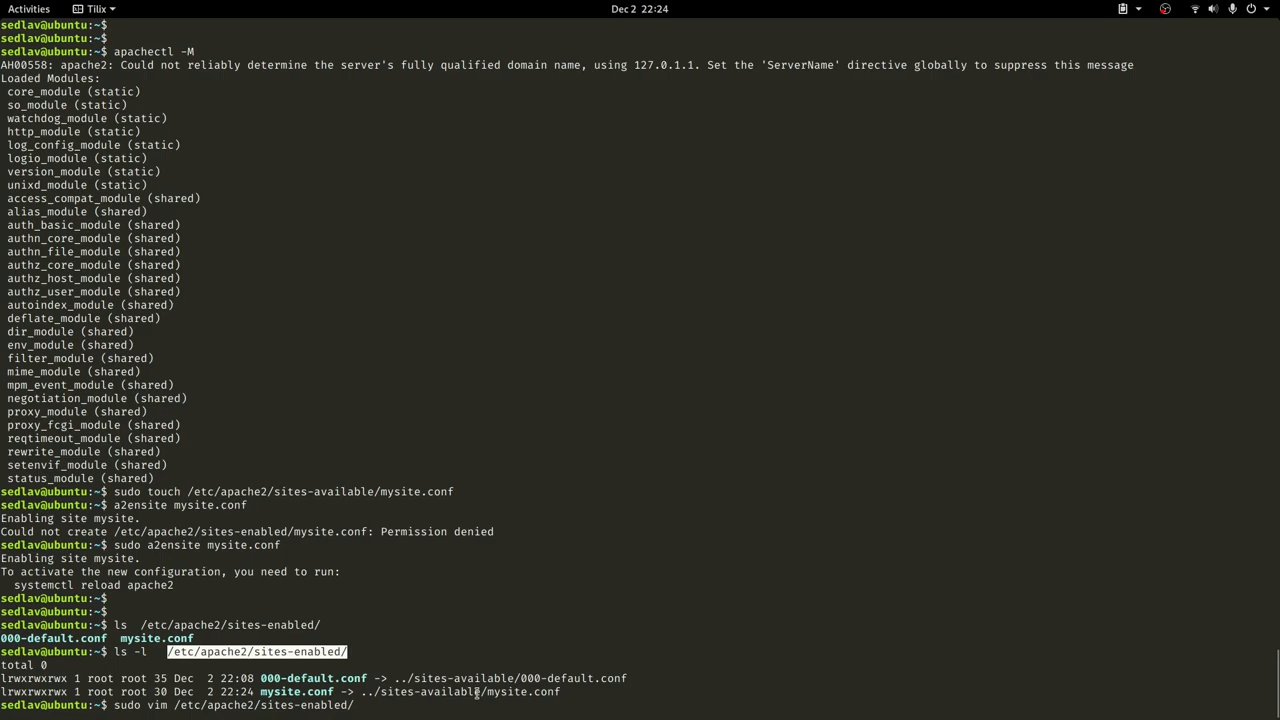 Activities Tilix Dec 2 22:24
sedlav@ubuntu:~$
sedlav@ubuntu:~$
sedlav@ubuntu:~$ apachectl -M
AH00558: apache2: Could not reliably determine the server's fully qualified domain name, using 127.0.1.1. Set the 'ServerName' directive globally to suppress this message
Loaded Modules:
 core_module (static)
 so_module (static)
 watchdog_module (static)
 http_module (static)
 log_config_module (static)
 logio_module (static)
 version_module (static)
 unixd_module (static)
 access_compat_module (shared)
 alias_module (shared)
 auth_basic_module (shared)
 authn_core_module (shared)
 authn_file_module (shared)
 authz_core_module (shared)
 authz_host_module (shared)
 authz_user_module (shared)
 autoindex_module (shared)
 deflate_module (shared)
 dir_module (shared)
 env_module (shared)
 filter_module (shared)
 mime_module (shared)
 mpm_event_module (shared)
 negotiation_module (shared)
 proxy_module (shared)
 proxy_fcgi_module (shared)
 reqtimeout_module (shared)
 rewrite_module (shared)
 setenvif_module (shared)
 status_module (shared)
sedlav@ubuntu:~$ sudo touch /etc/apache2/sites-available/mysite.conf
sedlav@ubuntu:~$ a2ensite mysite.conf
Enabling site mysite.
Could not create /etc/apache2/sites-enabled/mysite.conf: Permission denied
sedlav@ubuntu:~$ sudo a2ensite mysite.conf
Enabling site mysite.
To activate the new configuration, you need to run:
  systemctl reload apache2
sedlav@ubuntu:~$
sedlav@ubuntu:~$
sedlav@ubuntu:~$ ls  /etc/apache2/sites-enabled/
000-default.conf  mysite.conf
sedlav@ubuntu:~$ ls -l   /etc/apache2/sites-enabled/
total 0
lrwxrwxrwx 1 root root 35 Dec  2 22:08 000-default.conf -> ../sites-available/000-default.conf
lrwxrwxrwx 1 root root 30 Dec  2 22:24 mysite.conf -> ../sites-available/mysite.conf
sedlav@ubuntu:~$ sudo vim /etc/apache2/sites-enabled/